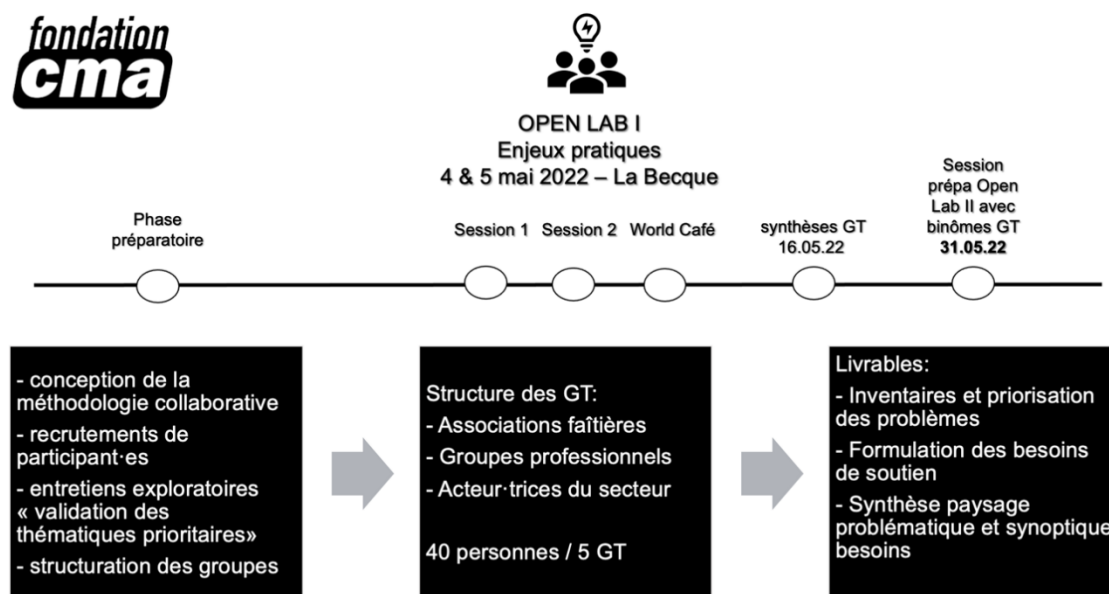 fondation
cma
OPEN LAB I
Enjeux pratiques
4 & 5 mai 2022 – La Becque
Phase
préparatoire
Session 1
Session 2
World Café
synthèses GT
16.05.22
Session
prépa Open
Lab II avec
binômes GT
31.05.22
- conception de la
méthodologie collaborative
- recrutements de
participant·es
- entretiens exploratoires
« validation des
thématiques prioritaires»
- structuration des groupes
Structure des GT:
- Associations faîtières
- Groupes professionnels
- Acteur·trices du secteur
40 personnes / 5 GT
Livrables:
- Inventaires et priorisation
des problèmes
- Formulation des besoins
de soutien
- Synthèse paysage
problématique et synoptique
besoins